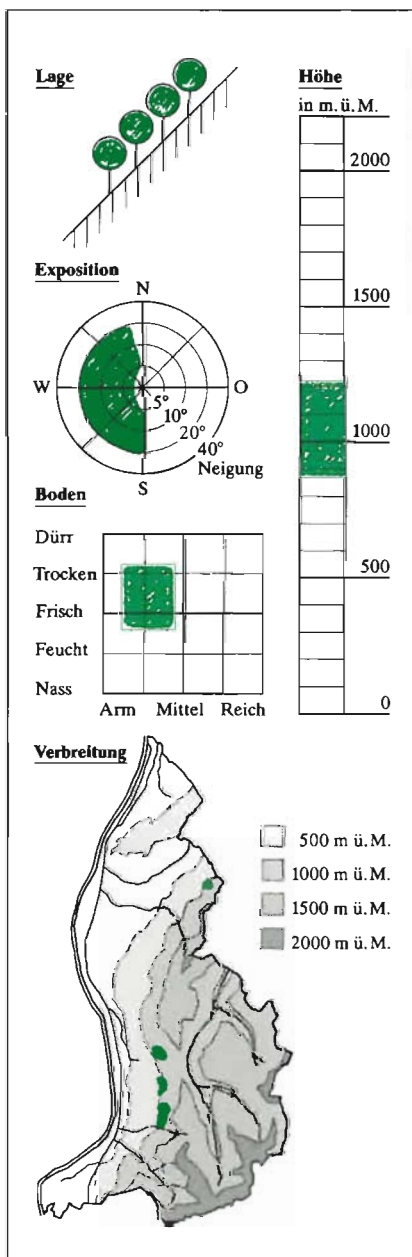 Lage
Höhe
in m. ü. M.
2000
1500
1000
500
0
Exposition
N
W
O
S
5°
10°
20°
40°
Neigung
Boden
Dürr
Trocken
Frisch
Feucht
Nass
Arm Mittel Reich
Verbreitung
500 m ü. M.
1000 m ü. M.
1500 m ü. M.
2000 m ü. M.